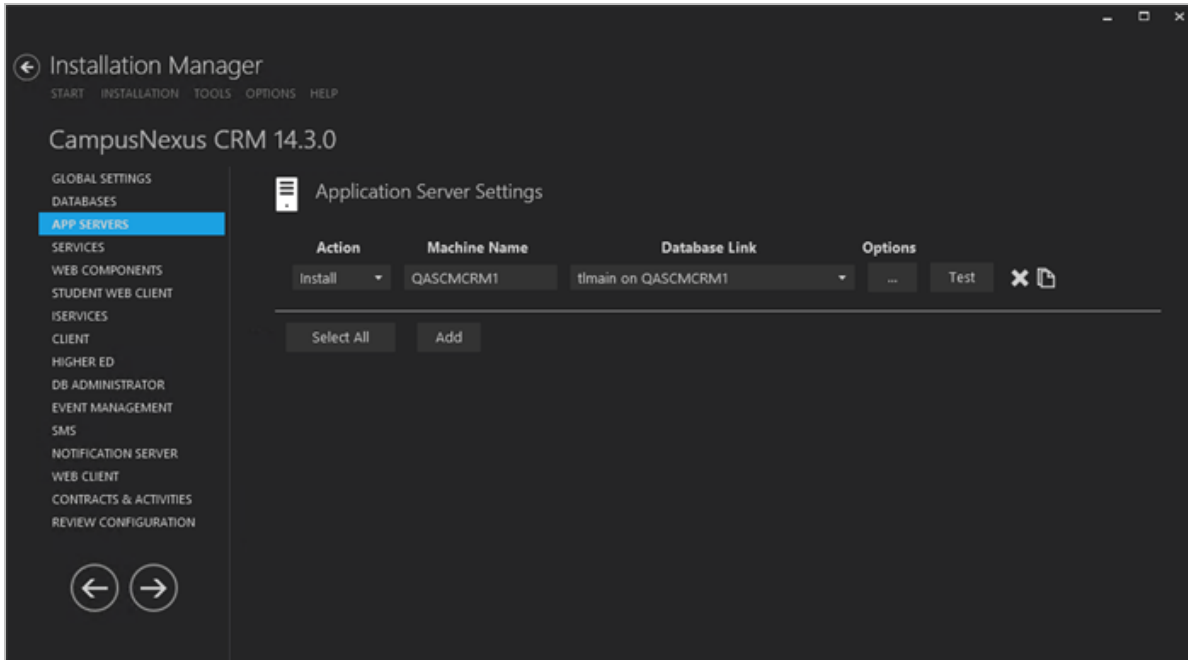 Installation Manager
START INSTALLATION TOOLS OPTIONS HELP
CampusNexus CRM 14.3.0
GLOBAL SETTINGS
DATABASES
APP SERVERS
SERVICES
WEB COMPONENTS
STUDENT WEB CLIENT
ISERVICES
CLIENT
HIGHER ED
DB ADMINISTRATOR
EVENT MANAGEMENT
SMS
NOTIFICATION SERVER
WEB CLIENT
CONTRACTS & ACTIVITIES
REVIEW CONFIGURATION
Application Server Settings
Action Machine Name Database Link Options
Install QASCMCRM1 tlmain on QASCMCRM1 ... Test
Select All Add